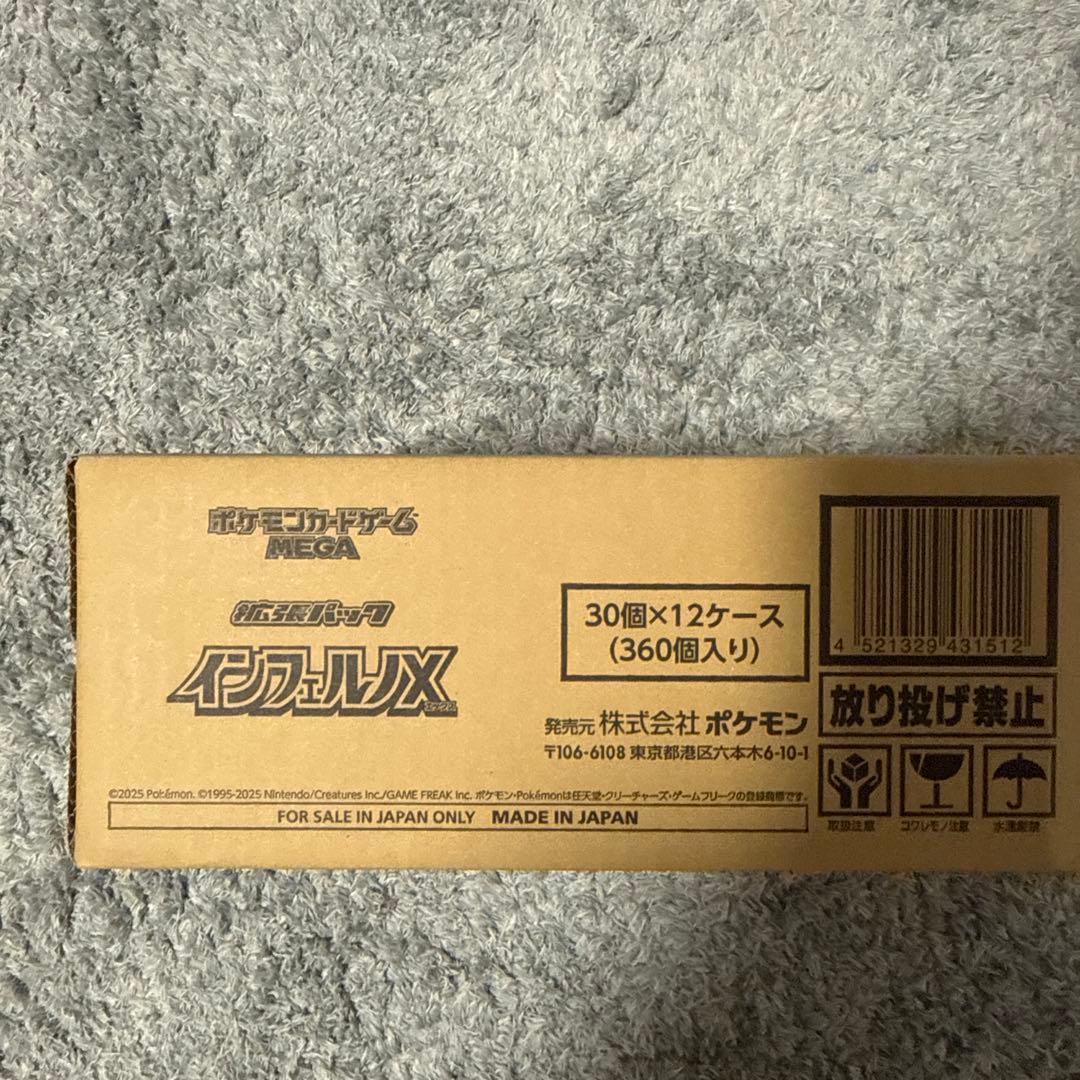 ポケモンカードゲーム
MEGA
拡張パック
インフェルノX
エックス
30個×12ケース
(360個入り)
発売元 株式会社 ポケモン
〒106-6108 東京都港区六本木6-10-1
©2025 Pokémon. ©1995-2025 Nintendo/Creatures Inc./GAME FREAK inc. ポケモン・Pokémonは任天堂・クリーチャーズ・ゲームフリークの登録商標です。
FOR SALE IN JAPAN ONLY MADE IN JAPAN
4 521329 431512
放り投げ禁止
取扱注意 コワレモノ注意 水濡厳禁